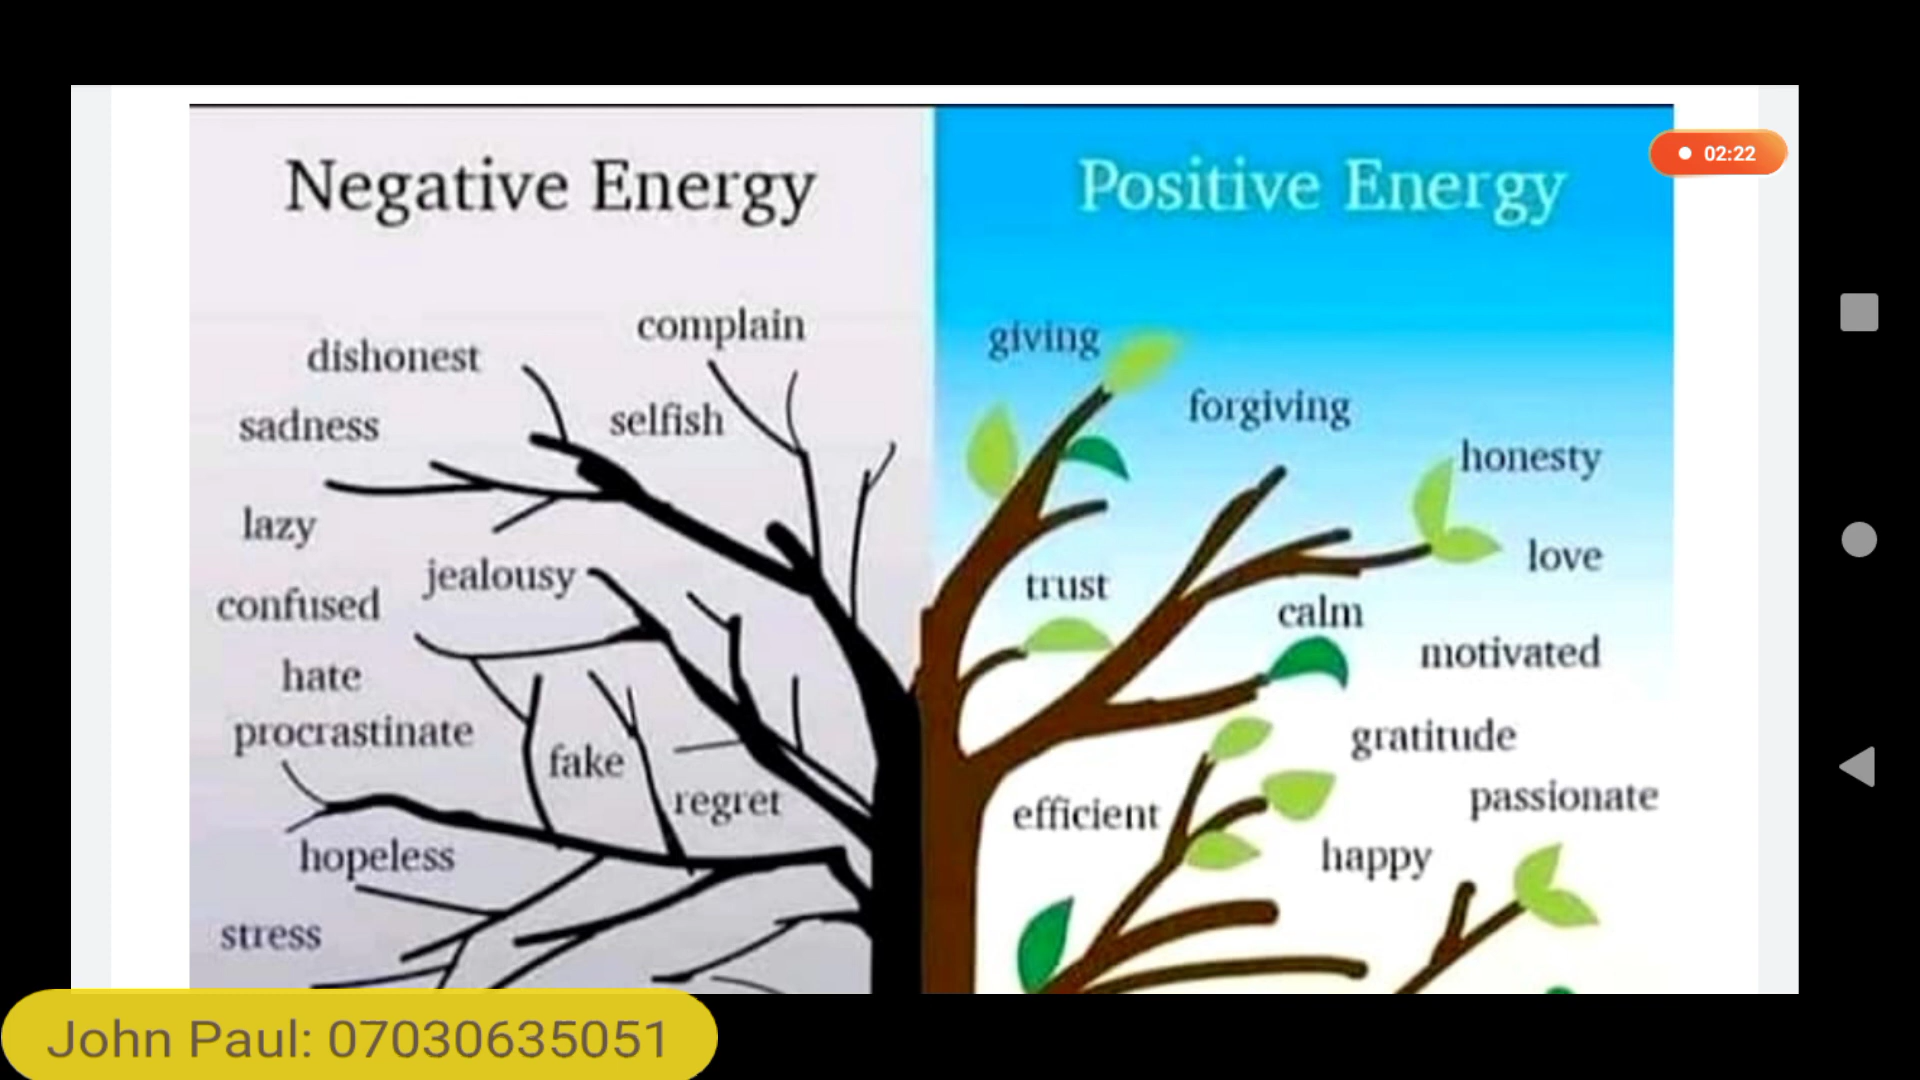 Negative Energy
Positive Energy
02:22
complain
dishonest
selfish
sadness
lazy
jealousy
confused
hate
procrastinate
fake
regret
hopeless
stress
giving
forgiving
honesty
love
trust
calm
motivated
gratitude
passionate
efficient
happy
John Paul: 07030635051